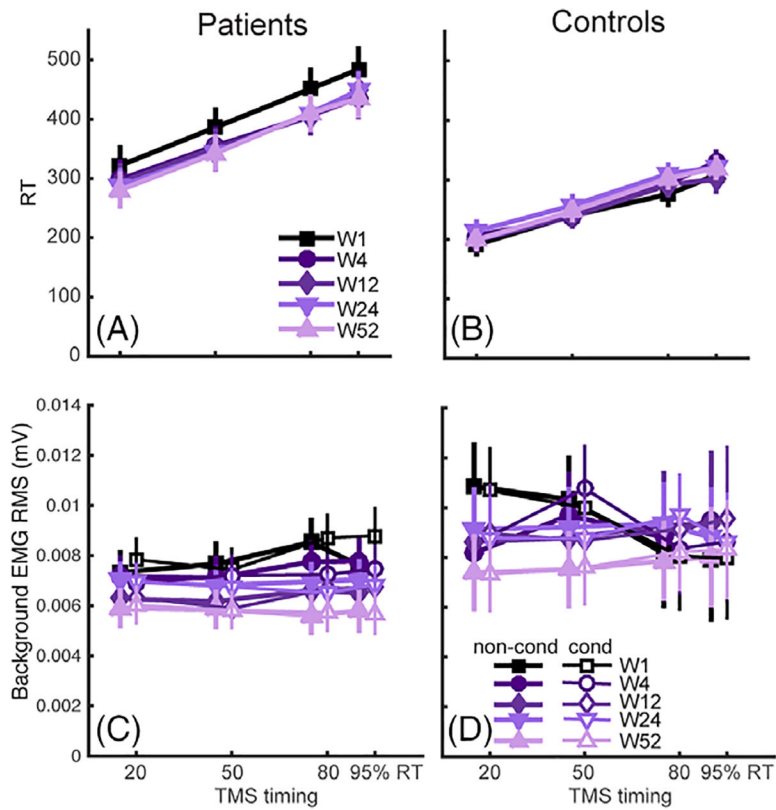 Patients
Controls
500
400
300
200
100
0
RT
W1
W4
W12
W24
W52
(A)
(B)
0.014
0.012
0.01
0.008
0.006
0.004
0.002
0
Background EMG RMS (mV)
non-cond cond
W1
W4
W12
W24
W52
(C)
(D)
20 50 80 95% RT
20 50 80 95% RT
TMS timing
TMS timing